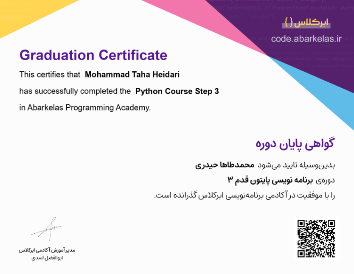 ابرکلاس { }
code.abarkelas.ir
Graduation Certificate
This certifies that Mohammad Taha Heidari
has successfully completed the Python Course Step 3
in Abarkelas Programming Academy.
گواهی پایان دوره
بدین‌وسیله تایید می‌شود محمدطاها حیدری
دوره‌ی برنامه نویسی پایتون قدم ۳
را با موفقیت در آکادمی برنامه‌نویسی ابرکلاس گذرانده است.
مدیر آموزش آکادمی ابرکلاس
ابوالفضل اسدی